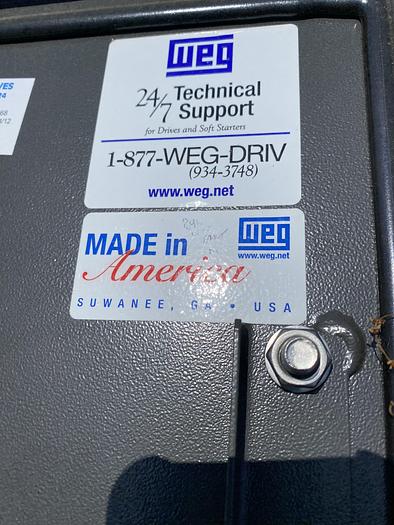 weg
24/7 Technical
Support
for Drives and Soft Starters
1-877-WEG-DRIV
(934-3748)
www.weg.net
MADE in
America
weg
www.weg.net
SUWANEE, GA • USA